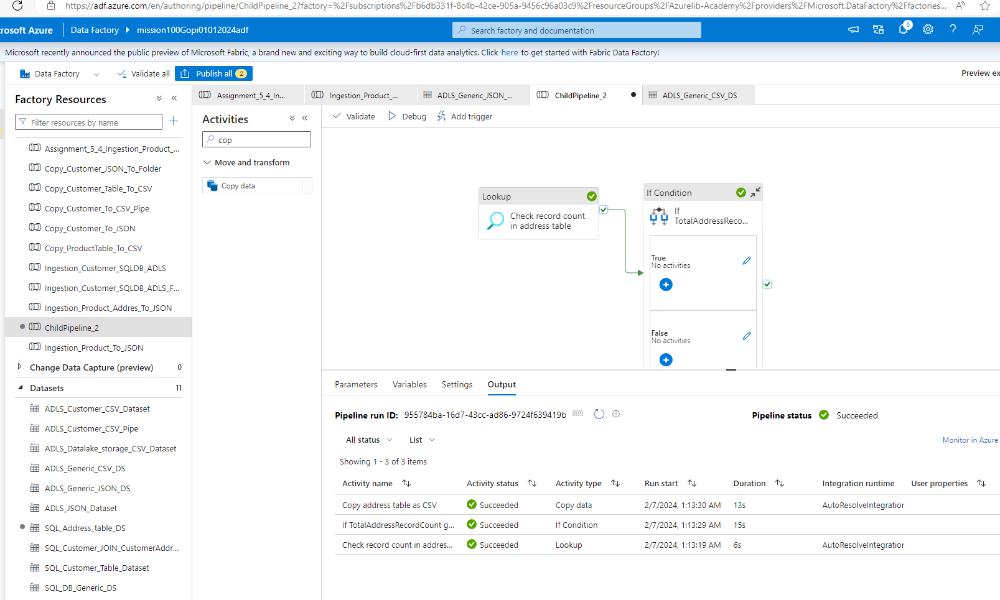 https://adf.azure.com/en/authoring/pipeline/ChildPipeline_2?factory=%2Fsubscriptions%2Fb6db331f-8c4b-42ce-905a-9456c96a03c9%2FresourceGroups%2FAzurelib-Academy%2Fproviders%2FMicrosoft.DataFactory%2Ffactories...
crosoft Azure
Data Factory
mission100Gopi01012024adf
Search factory and documentation
6
Microsoft recently announced the public preview of Microsoft Fabric, a brand new and exciting way to build cloud-first data analytics. Click here to get started with Fabric Data Factory!
Data Factory
Validate all
Publish all 2
Preview ex
Factory Resources
Filter resources by name
Assignment_5_4_Ingestion_Product_...
Copy_Customer_JSON_To_Folder
Copy_Customer_Table_To_CSV
Copy_Customer_To_CSV_Pipe
Copy_Customer_To_JSON
Copy_ProductTable_To_CSV
Ingestion_Customer_SQLDB_ADLS
Ingestion_Customer_SQLDB_ADLS_F...
Ingestion_Product_Addres_To_JSON
ChildPipeline_2
Ingestion_Product_To_JSON
Change Data Capture (preview) 0
Datasets 11
ADLS_Customer_CSV_Dataset
ADLS_Customer_CSV_Pipe
ADLS_Datalake_storage_CSV_Dataset
ADLS_Generic_CSV_DS
ADLS_Generic_JSON_DS
ADLS_JSON_Dataset
SQL_Address_table_DS
SQL_Customer_JOIN_CustomerAddr...
SQL_Customer_Table_Dataset
SQL_DB_Generic_DS
Assignment_5_4_In...
Ingestion_Product_...
ADLS_Generic_JSON_...
ChildPipeline_2
ADLS_Generic_CSV_DS
Activities
cop
Move and transform
Copy data
Validate
Debug
Add trigger
Lookup
Check record count
in address table
If Condition
If
TotalAddressReco...
True
No activities
False
No activities
Parameters
Variables
Settings
Output
Pipeline run ID: 955784ba-16d7-43cc-ad86-9724f639419b
Pipeline status Succeeded
All status
List
Monitor in Azure
Showing 1 - 3 of 3 items
Activity name Activity status Activity type Run start Duration Integration runtime User properties
Copy address table as CSV Succeeded Copy data 2/7/2024, 1:13:30 AM 13s AutoResolveIntegration
If TotalAddressRecordCount g... Succeeded If Condition 2/7/2024, 1:13:29 AM 15s
Check record count in addres... Succeeded Lookup 2/7/2024, 1:13:19 AM 6s AutoResolveIntegration